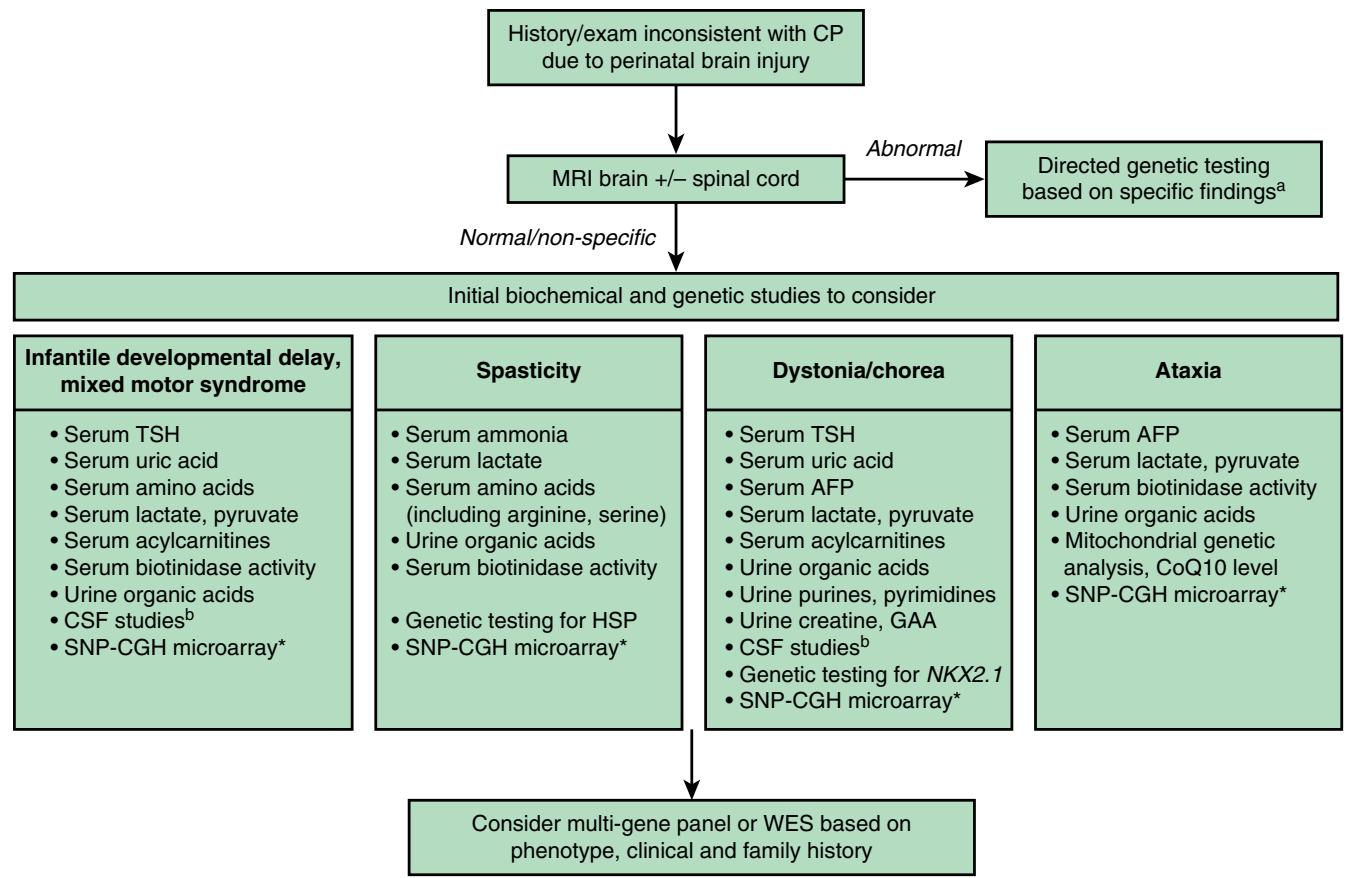 History/exam inconsistent with CP
due to perinatal brain injury
MRI brain +/– spinal cord
Abnormal
Directed genetic testing
based on specific findingsᵃ
Normal/non-specific
Initial biochemical and genetic studies to consider
Infantile developmental delay,
mixed motor syndrome
• Serum TSH
• Serum uric acid
• Serum amino acids
• Serum lactate, pyruvate
• Serum acylcarnitines
• Serum biotinidase activity
• Urine organic acids
• CSF studiesᵇ
• SNP-CGH microarray*
Spasticity
• Serum ammonia
• Serum lactate
• Serum amino acids
(including arginine, serine)
• Urine organic acids
• Serum biotinidase activity
• Genetic testing for HSP
• SNP-CGH microarray*
Dystonia/chorea
• Serum TSH
• Serum uric acid
• Serum AFP
• Serum lactate, pyruvate
• Serum acylcarnitines
• Urine organic acids
• Urine purines, pyrimidines
• Urine creatine, GAA
• CSF studiesᵇ
• Genetic testing for NKX2.1
• SNP-CGH microarray*
Ataxia
• Serum AFP
• Serum lactate, pyruvate
• Serum biotinidase activity
• Urine organic acids
• Mitochondrial genetic
analysis, CoQ10 level
• SNP-CGH microarray*
Consider multi-gene panel or WES based on
phenotype, clinical and family history